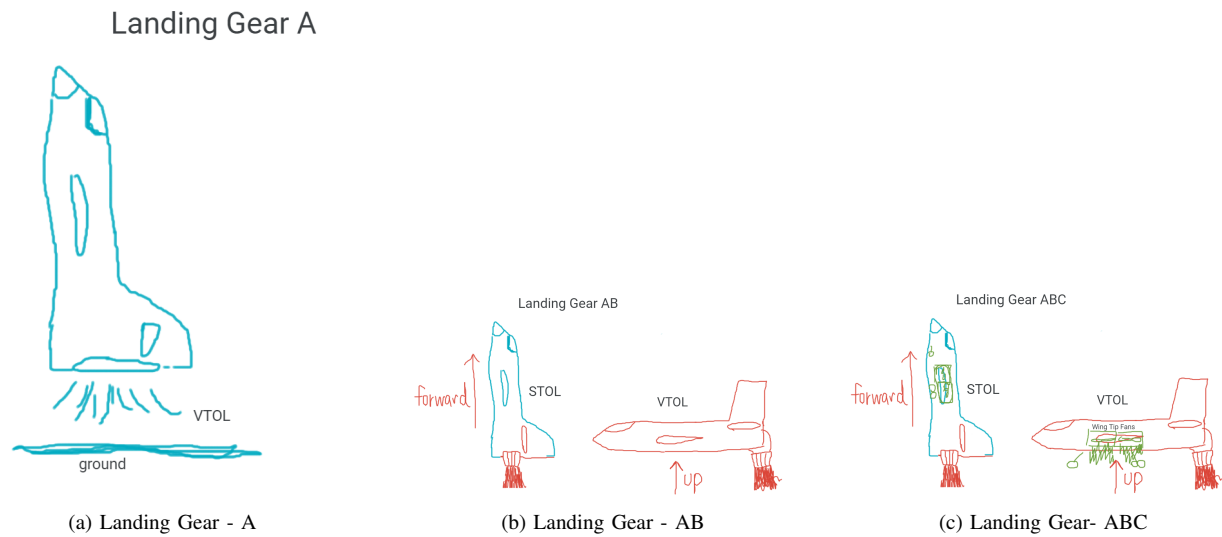 Landing Gear A
VTOL
ground
(a) Landing Gear - A
Landing Gear AB
forward
STOL
VTOL
up
(b) Landing Gear - AB
Landing Gear ABC
forward
STOL
VTOL
Wing Tip Fans
up
(c) Landing Gear- ABC